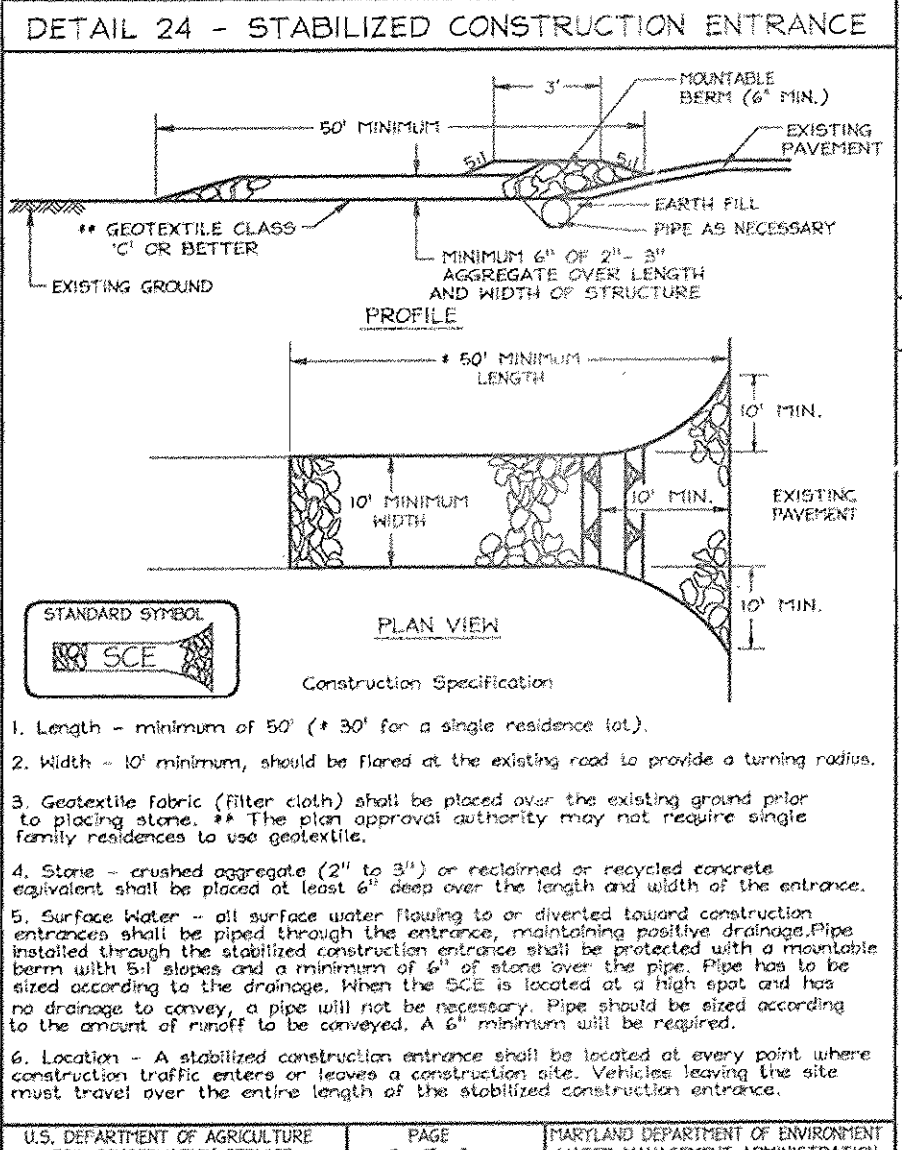 DETAIL 24 - STABILIZED CONSTRUCTION ENTRANCE
3'
MOUNTABLE
BERM (6" MIN.)
50' MINIMUM
EXISTING
PAVEMENT
5:1
5:1
** GEOTEXTILE CLASS
'C' OR BETTER
EARTH FILL
PIPE AS NECESSARY
EXISTING GROUND
MINIMUM 6" OF 2"- 3"
AGGREGATE OVER LENGTH
AND WIDTH OF STRUCTURE
PROFILE
* 50' MINIMUM
LENGTH
10' MIN.
10' MINIMUM
WIDTH
10' MIN.
EXISTING
PAVEMENT
10' MIN.
STANDARD SYMBOL
SCE
PLAN VIEW
Construction Specification
1. Length - minimum of 50' (* 30' for a single residence lot).
2. Width - 10' minimum, should be flared at the existing road to provide a turning radius.
3. Geotextile fabric (filter cloth) shall be placed over the existing ground prior
to placing stone. ** The plan approval authority may not require single
family residences to use geotextile.
4. Stone - crushed aggregate (2" to 3") or reclaimed or recycled concrete
equivalent shall be placed at least 6" deep over the length and width of the entrance.
5. Surface Water - all surface water flowing to or diverted toward construction
entrances shall be piped through the entrance, maintaining positive drainage.Pipe
installed through the stabilized construction entrance shall be protected with a mountable
berm with 5:1 slopes and a minimum of 6" of stone over the pipe. Pipe has to be
sized according to the drainage. When the SCE is located at a high spot and has
no drainage to convey, a pipe will not be necessary. Pipe should be sized according
to the amount of runoff to be conveyed. A 6" minimum will be required.
6. Location - A stabilized construction entrance shall be located at every point where
construction traffic enters or leaves a construction site. Vehicles leaving the site
must travel over the entire length of the stabilized construction entrance.
U.S. DEPARTMENT OF AGRICULTURE
PAGE
MARYLAND DEPARTMENT OF ENVIRONMENT